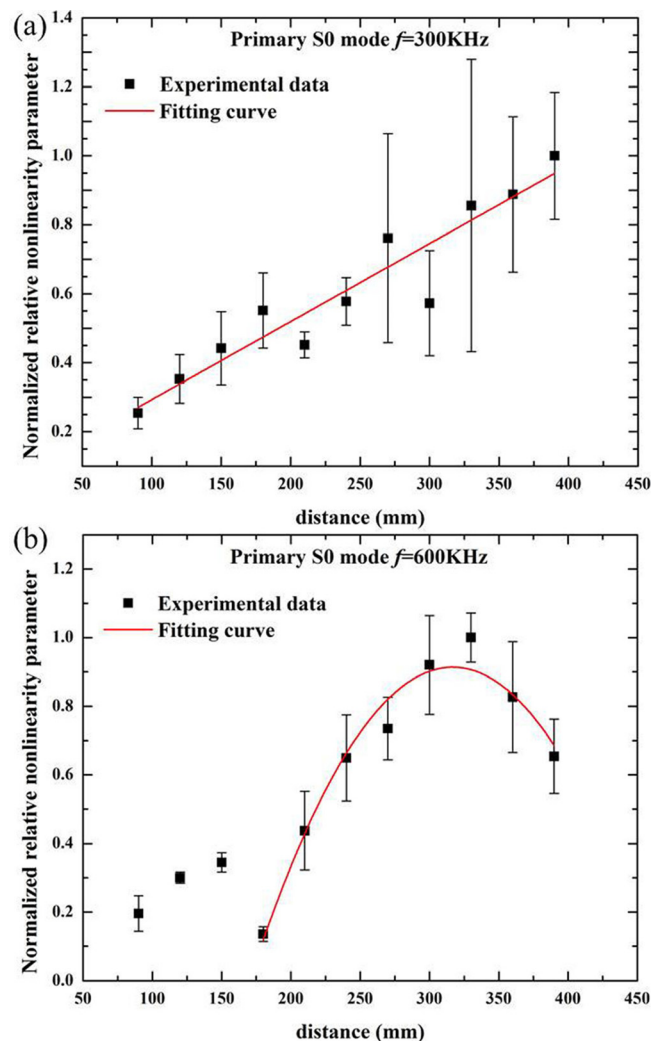 (a)
Primary S0 mode f=300KHz
Experimental data
Fitting curve
Normalized relative nonlinearity parameter
1.4
1.2
1.0
0.8
0.6
0.4
0.2
50 100 150 200 250 300 350 400 450
distance (mm)
(b)
Primary S0 mode f=600KHz
Experimental data
Fitting curve
Normalized relative nonlinearity parameter
1.2
1.0
0.8
0.6
0.4
0.2
0.0
50 100 150 200 250 300 350 400 450
distance (mm)